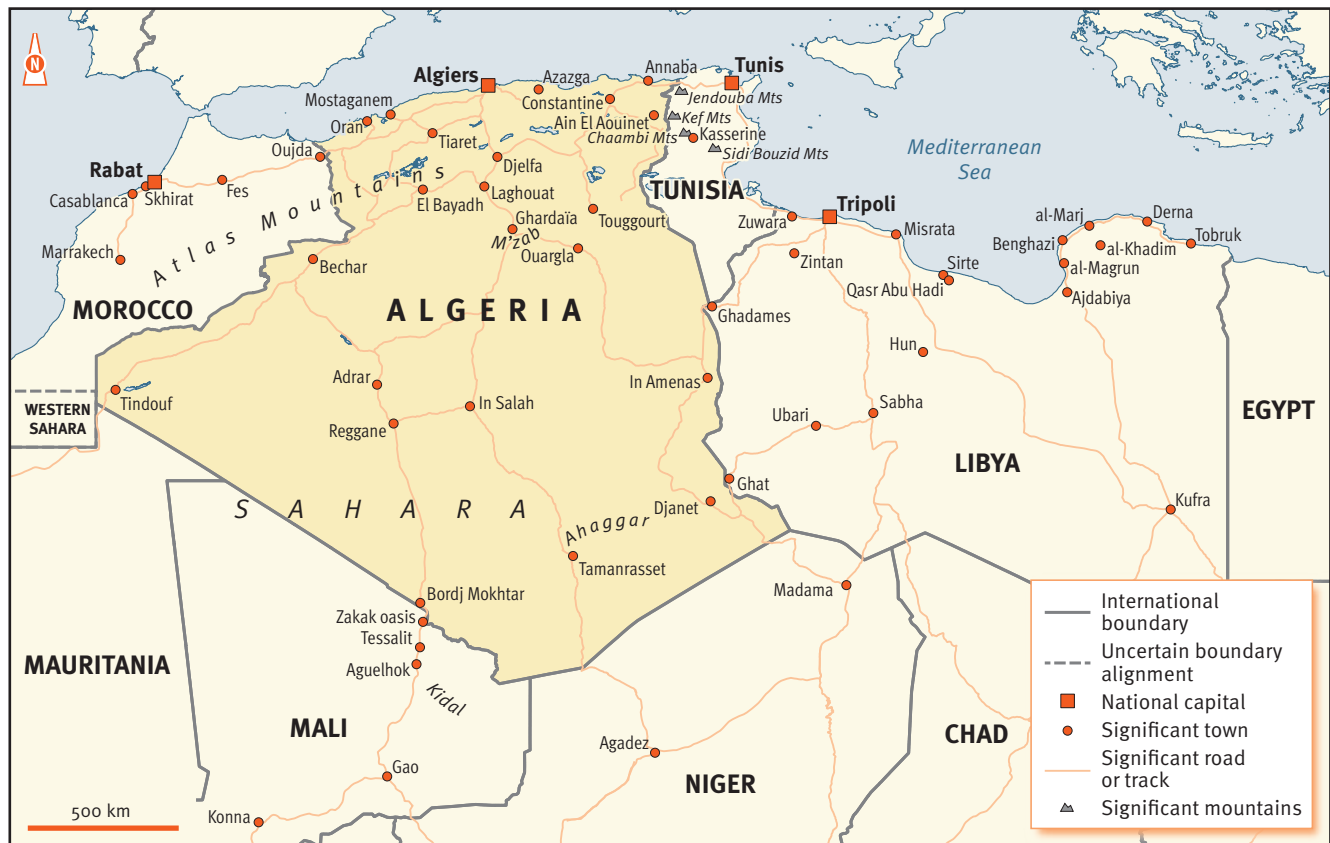 N
Algiers
Azazga
Annaba
Tunis
Jendouba Mts
Mostaganem
Constantine
Kef Mts
Oran
Ain El Aouinet
Kasserine
Chaambi Mts
Tiaret
Sidi Bouzid Mts
Oujda
Djelfa
Mediterranean
Sea
Rabat
Skhirat
Fes
Atlas Mountains
Laghouat
TUNISIA
Casablanca
El Bayadh
Ghardaïa
Touggourt
Zuwara
Tripoli
Misrata
al-Marj
Derna
M'zab
Ouargla
Benghazi
al-Khadim
Tobruk
Marrakech
Bechar
Zintan
Sirte
al-Magrun
Qasr Abu Hadi
Ajdabiya
MOROCCO
ALGERIA
Ghadames
Hun
Adrar
In Amenas
Tindouf
In Salah
Sabha
WESTERN
SAHARA
Reggane
Ubari
EGYPT
LIBYA
Ghat
SAHARA
Djanet
Kufra
Ahaggar
Tamanrasset
Madama
Bordj Mokhtar
Zakak oasis
Tessalit
Aguelhok
MAURITANIA
Kidal
MALI
Agadez
CHAD
Gao
NIGER
Konna
500 km
International
boundary
Uncertain boundary
alignment
National capital
Significant town
Significant road
or track
Significant mountains